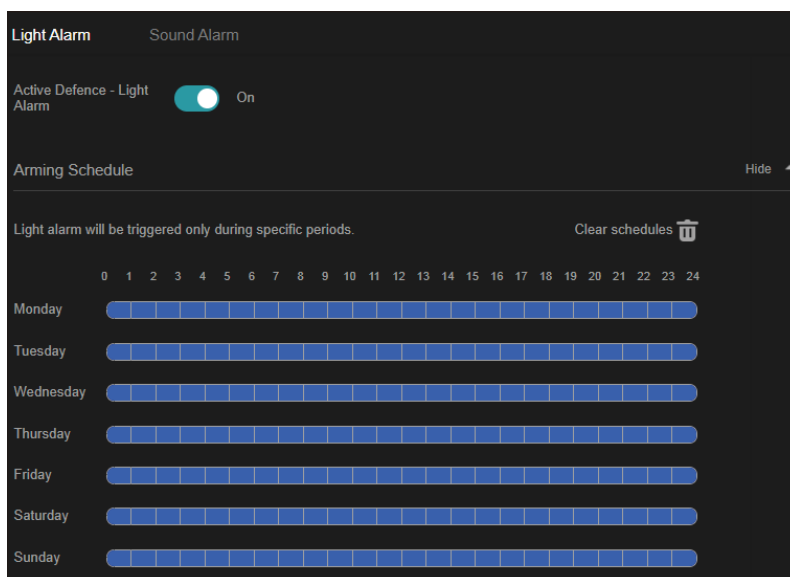 Light Alarm Sound Alarm
Active Defence - Light
Alarm
On
Arming Schedule Hide
Light alarm will be triggered only during specific periods. Clear schedules
0 1 2 3 4 5 6 7 8 9 10 11 12 13 14 15 16 17 18 19 20 21 22 23 24
Monday
Tuesday
Wednesday
Thursday
Friday
Saturday
Sunday